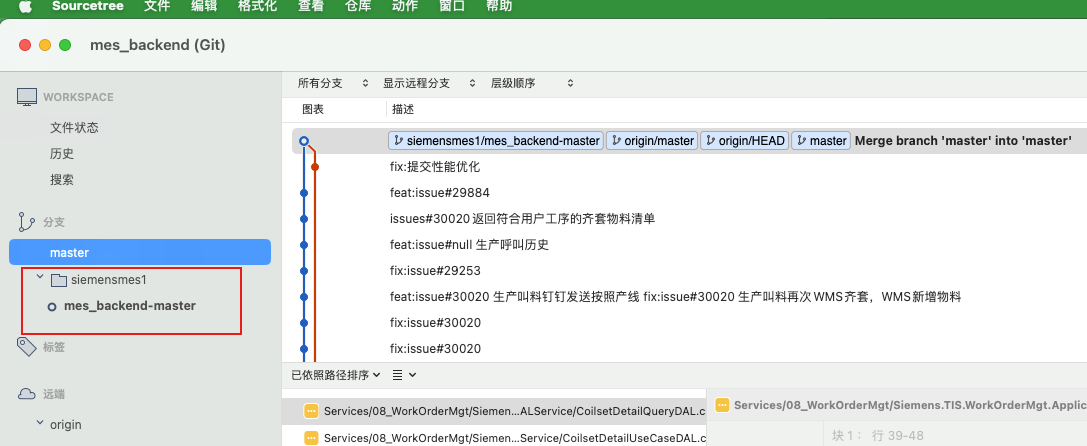 Sourcetree 文件 编辑 格式化 查看 仓库 动作 窗口 帮助
mes_backend (Git)
WORKSPACE
文件状态
历史
搜索
分支
master
siemensmes1
mes_backend-master
标签
远端
origin
所有分支 显示远程分支 层级顺序
图表 描述
siemensmes1/mes_backend-master origin/master origin/HEAD master Merge branch 'master' into 'master'
fix:提交性能优化
feat:issue#29884
issues#30020返回符合用户工序的齐套物料清单
feat:issue#null 生产呼叫历史
fix:issue#29253
feat:issue#30020 生产叫料钉钉发送按照产线 fix:issue#30020 生产叫料再次WMS齐套，WMS新增物料
fix:issue#30020
fix:issue#30020
已依照路径排序
Services/08_WorkOrderMgt/Siemen...ALService/CoilsetDetailQueryDAL.c
Services/08_WorkOrderMgt/Siemen...Service/CoilsetDetailUseCaseDAL.c
Services/08_WorkOrderMgt/Siemens.TIS.WorkOrderMgt.Applic
块 1： 行 39-48